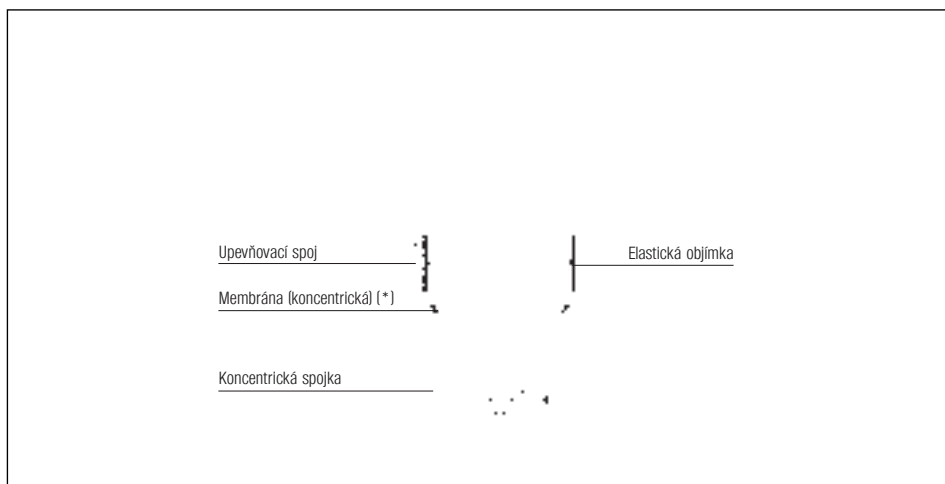 Upevňovací spoj
Elastická objímka
Membrána (koncentrická) (*)
Koncentrická spojka